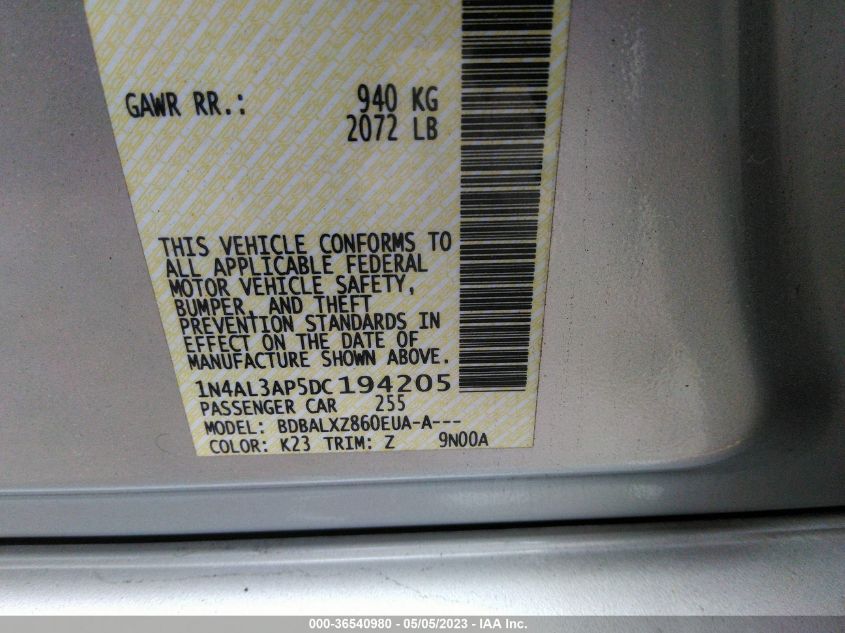 GAWR RR.: 940 KG
2072 LB
THIS VEHICLE CONFORMS TO
ALL APPLICABLE FEDERAL
MOTOR VEHICLE SAFETY,
BUMPER, AND THEFT
PREVENTION STANDARDS IN
EFFECT ON THE DATE OF
MANUFACTURE SHOWN ABOVE.
1N4AL3AP5DC194205
PASSENGER CAR 255
MODEL: BDBALXZ860EUA-A---
COLOR: K23 TRIM: Z 9N00A
000-36540980 - 05/05/2023 - IAA Inc.